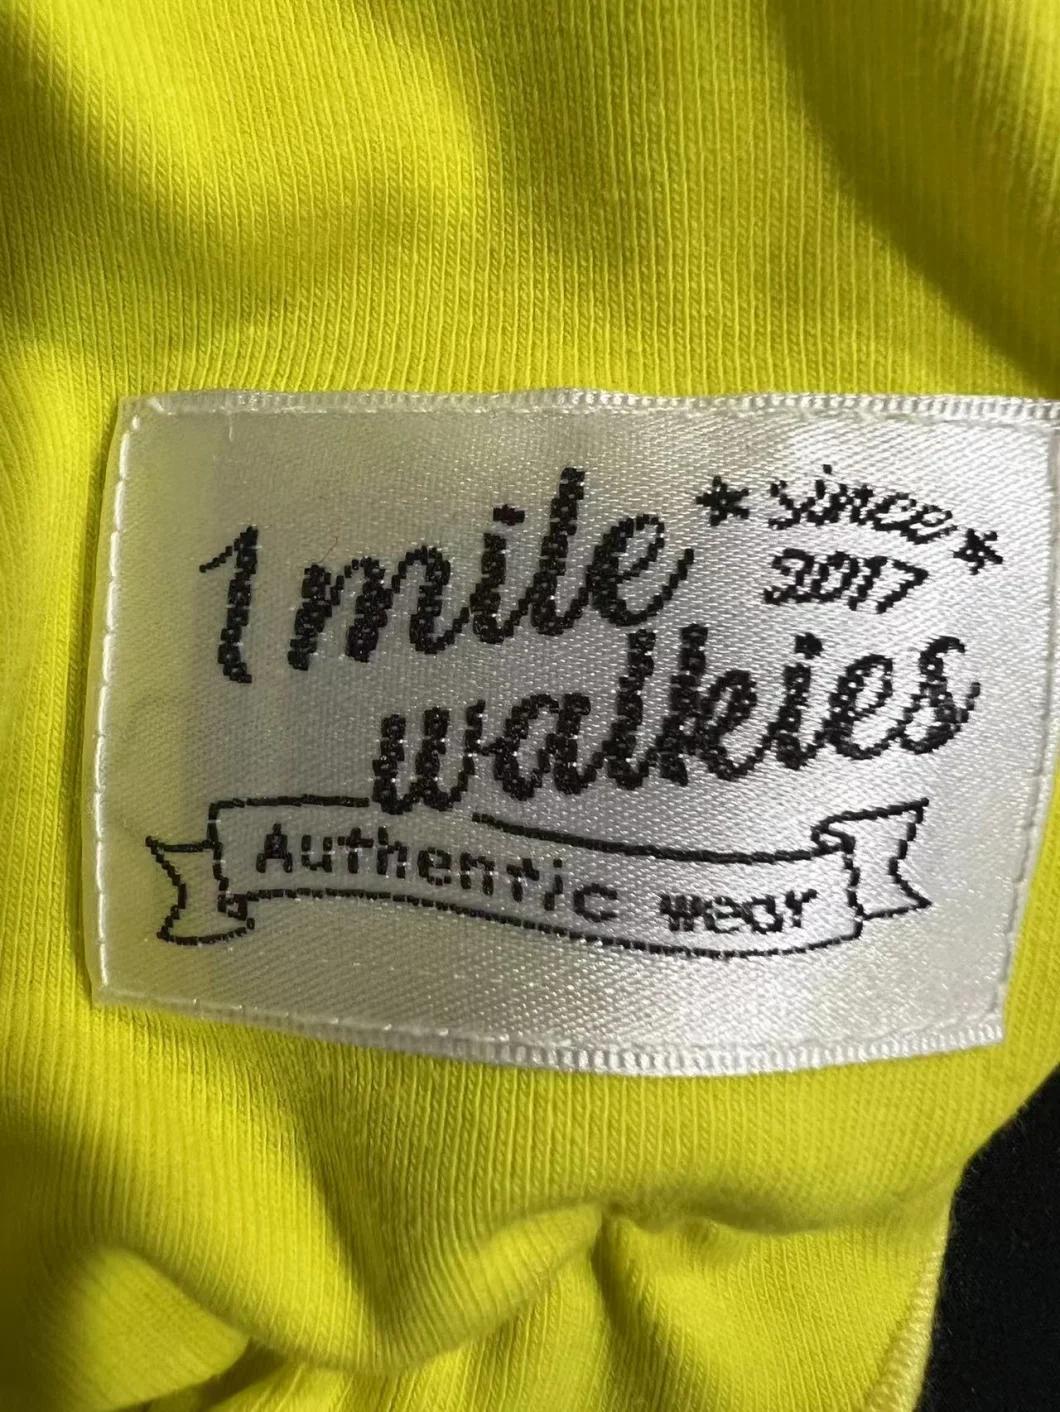 1 mile
since
2017
walkies
Authentic wear